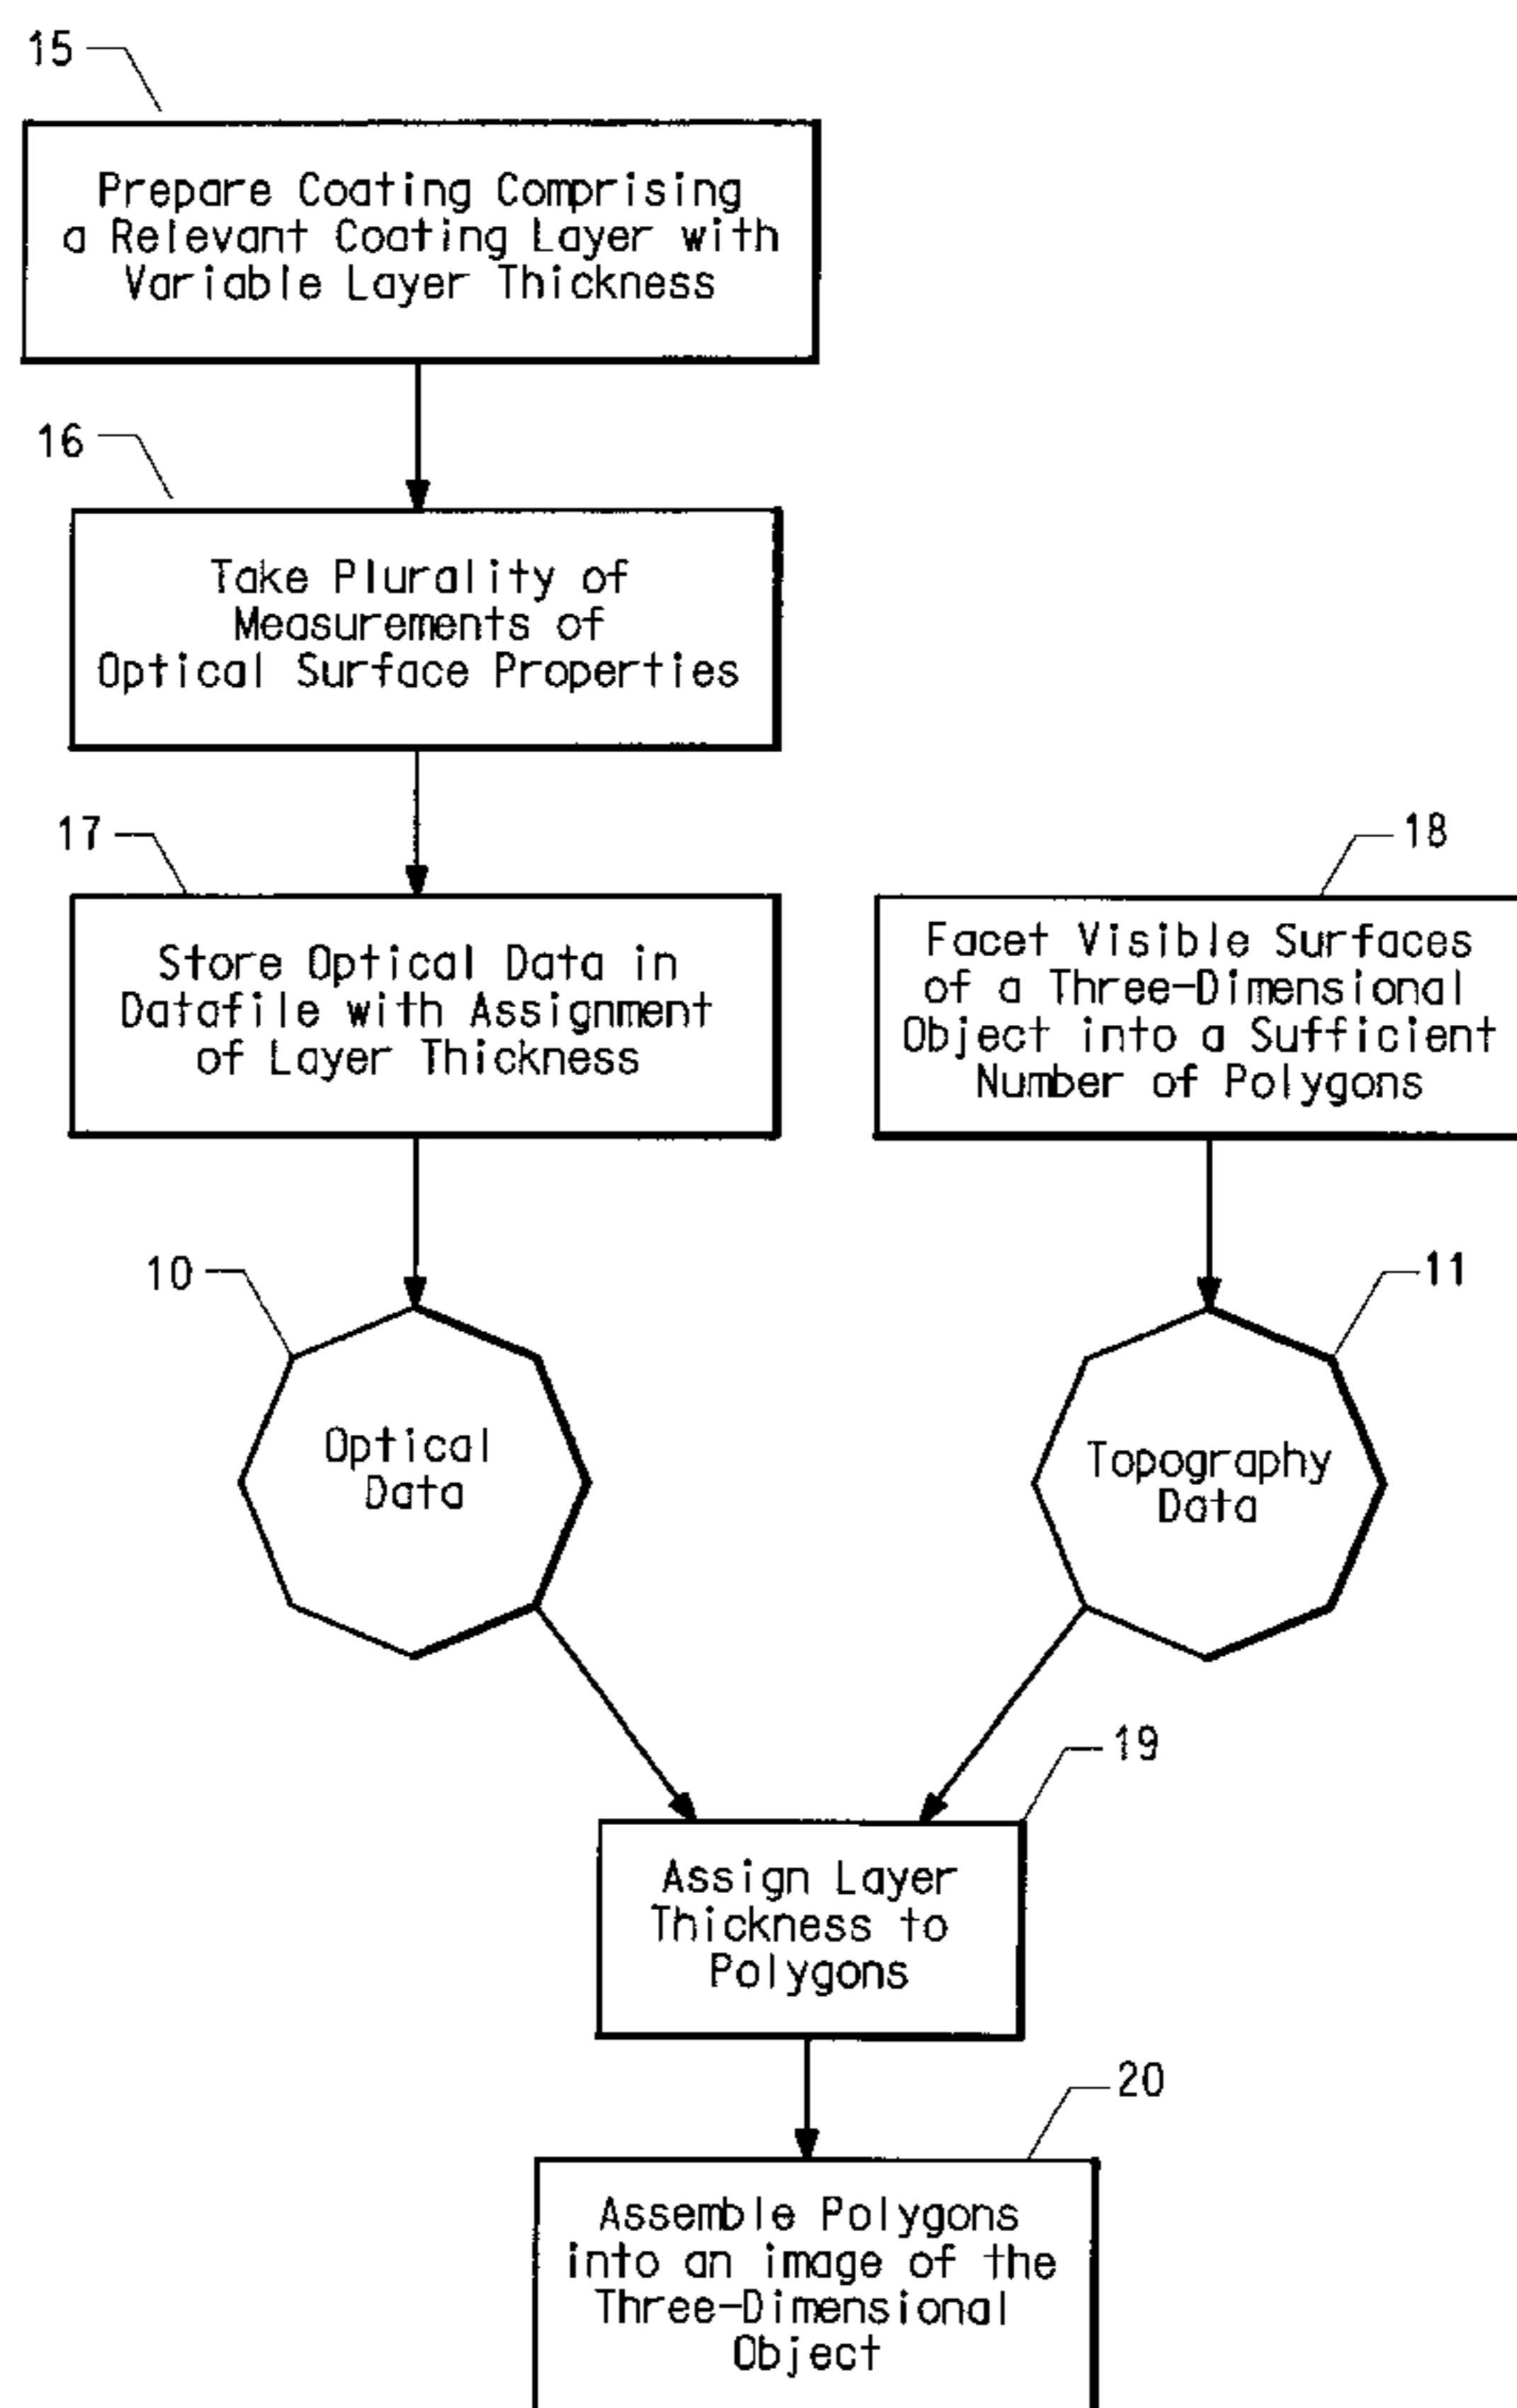 15
Prepare Coating Comprising
a Relevant Coating Layer with
Variable Layer Thickness
16
Take Plurality of
Measurements of
Optical Surface Properties
17
Store Optical Data in
Datafile with Assignment
of Layer Thickness
18
Facet Visible Surfaces
of a Three-Dimensional
Object into a Sufficient
Number of Polygons
10
Optical
Data
11
Topography
Data
19
Assign Layer
Thickness to
Polygons
20
Assemble Polygons
into an image of the
Three-Dimensional
Object